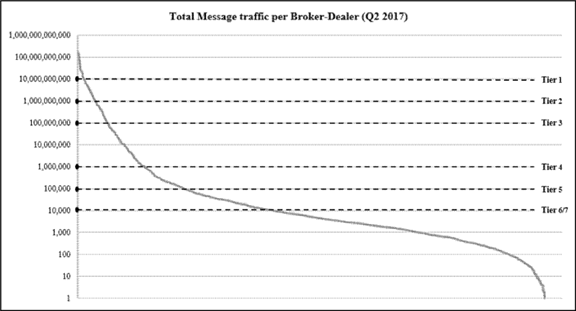 Total Message traffic per Broker-Dealer (Q2 2017)
1,000,000,000,000
100,000,000,000
10,000,000,000
Tier 1
1,000,000,000
Tier 2
100,000,000
Tier 3
10,000,000
1,000,000
Tier 4
100,000
Tier 5
10,000
Tier 6/7
1,000
100
10
1